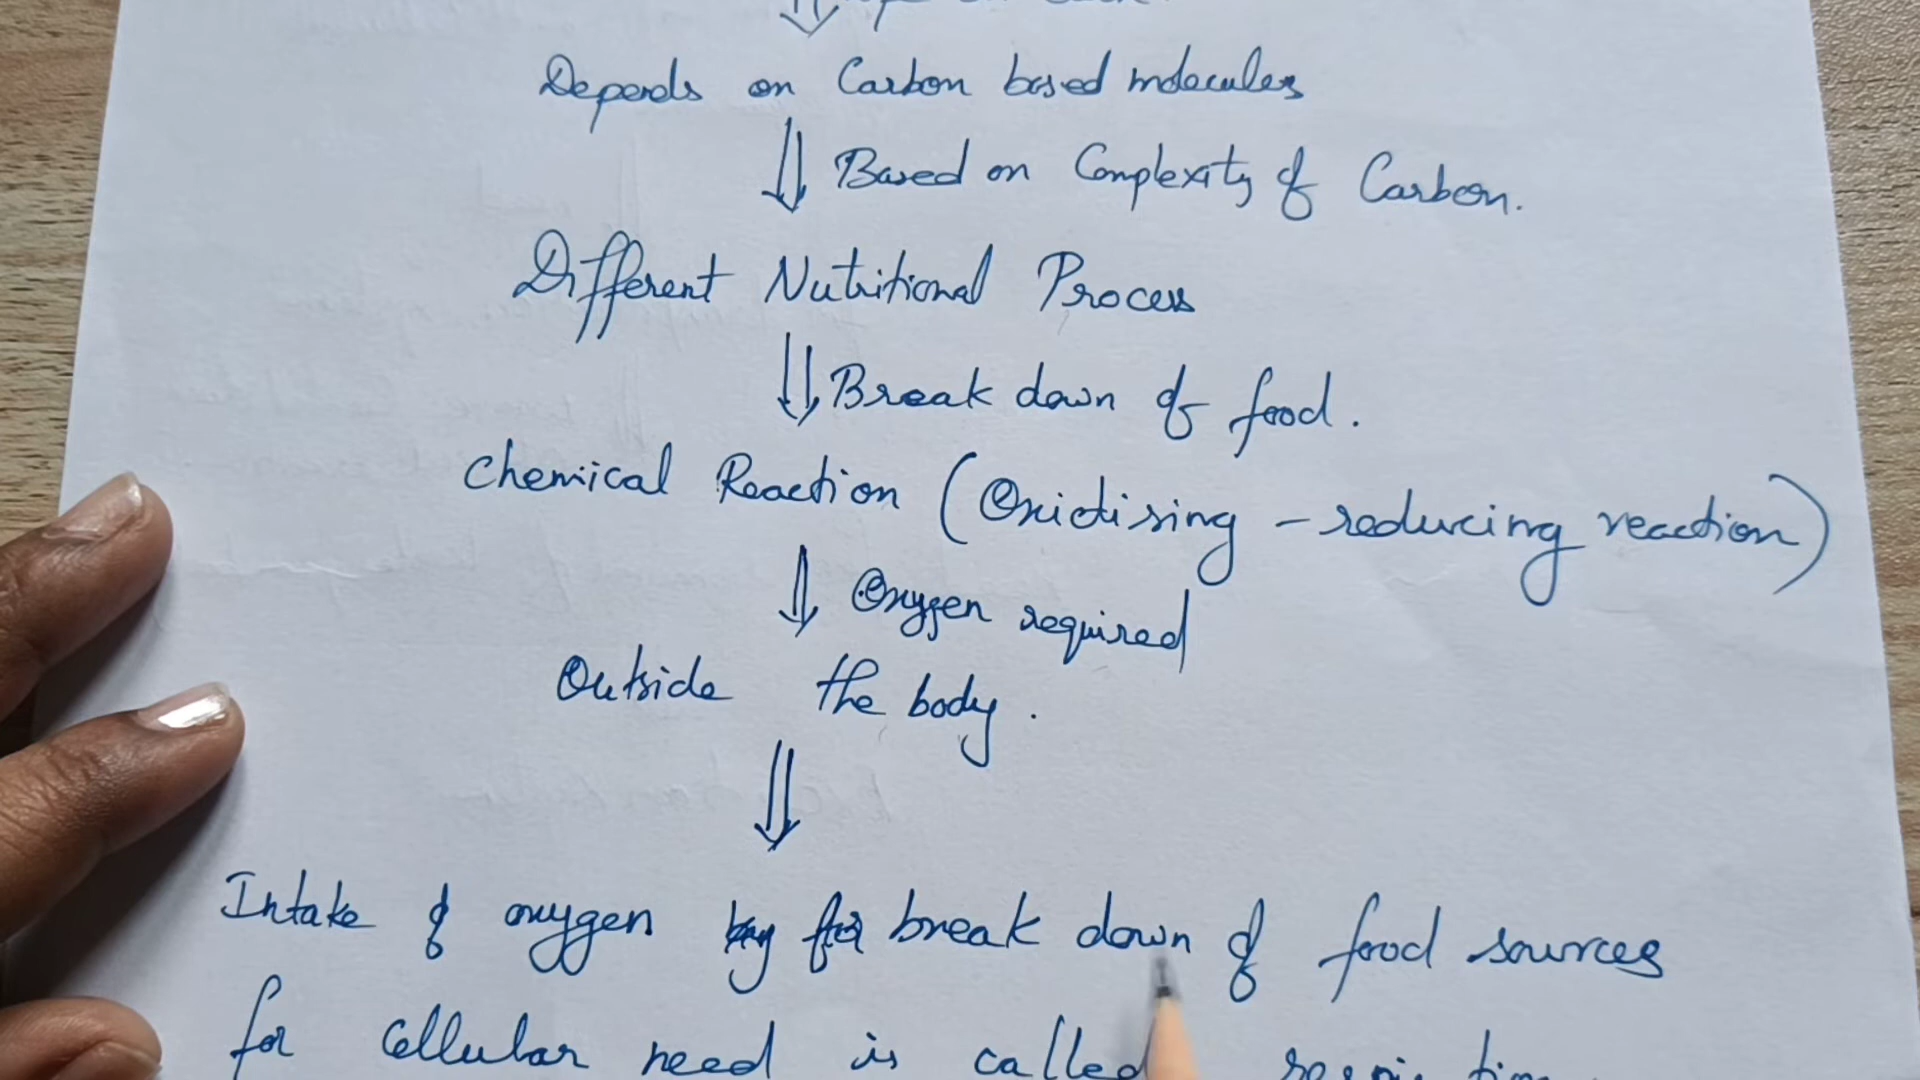 Depends on Carbon based molecules
Based on Complexity of Carbon.
Different Nutritional Process
Break down of food.
Chemical Reaction (Oxidising - reducing reaction)
Oxygen required
Outside the body.
Intake of oxygen for break down of food sources
for Cellular need is called